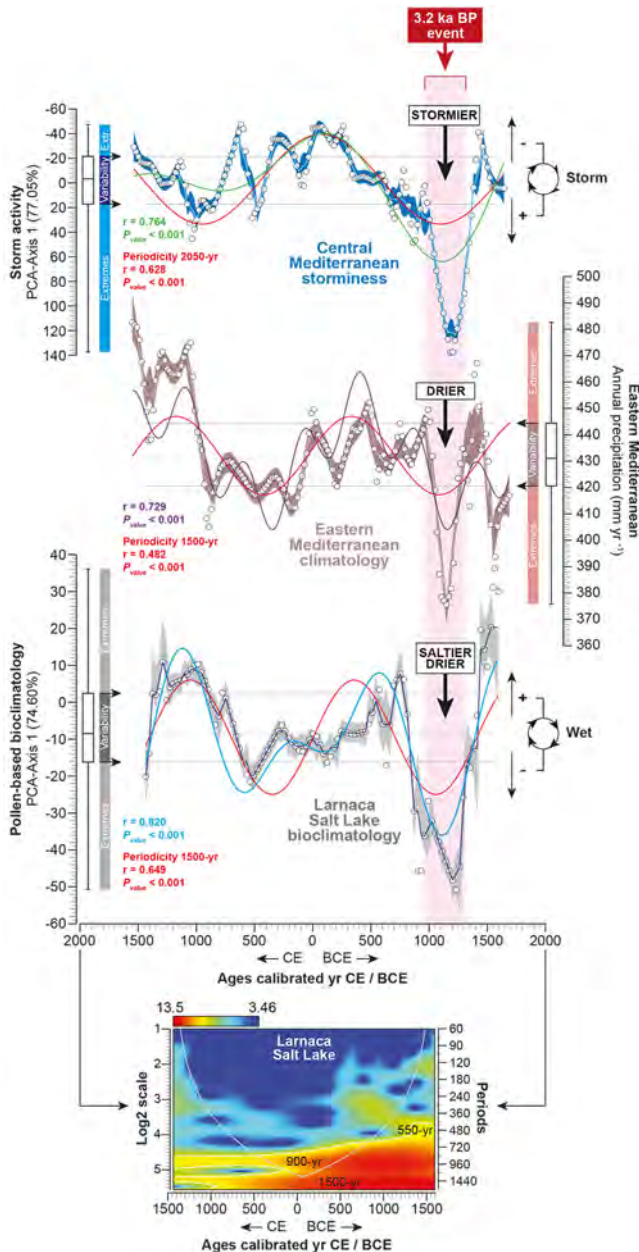 3.2 ka BP
event
-60
-40
-20
0
20
40
60
80
100
120
140
Storm activity
PCA-Axis 1 (77.05%)
Extr.
Variability
Extremes
STORMIER
-
Storm
+
r = 0.764
P value < 0.001
Periodicity 2050-yr
r = 0.628
P value < 0.001
Central
Mediterranean
storminess
500
490
480
470
460
450
440
430
420
410
400
390
380
370
360
Eastern Mediterranean
Annual precipitation (mm yr⁻¹)
Extremes
Variability
Extremes
DRIER
r = 0.729
P value < 0.001
Periodicity 1500-yr
r = 0.482
P value < 0.001
Eastern
Mediterranean
climatology
40
30
20
10
0
-10
-20
-30
-40
-50
-60
Pollen-based bioclimatology
PCA-Axis 1 (74.60%)
Extremes
Variability
Extremes
SALTIER
DRIER
+
Wet
-
r = 0.820
P value < 0.001
Periodicity 1500-yr
r = 0.649
P value < 0.001
Larnaca
Salt Lake
bioclimatology
2000 1500 1000 500 0 500 1000 1500 2000
← CE BCE →
Ages calibrated yr CE / BCE
13.5 3.46
Larnaca
Salt Lake
1
2
3
4
5
Log2 scale
60
90
120
180
240
360
480
720
960
1440
Periods
550-yr
900-yr
1500-yr
1500 1000 500 0 500 1000 1500
← CE BCE →
Ages calibrated yr CE / BCE